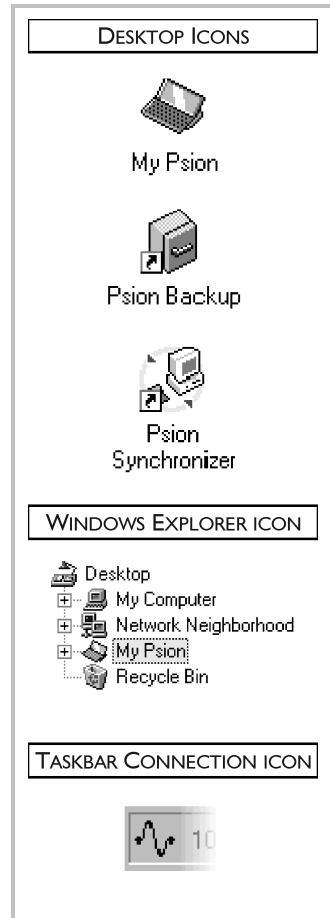 DESKTOP ICONS
My Psion
Psion Backup
Psion
Synchronizer
WINDOWS EXPLORER ICON
Desktop
My Computer
Network Neighborhood
My Psion
Recycle Bin
TASKBAR CONNECTION ICON
10